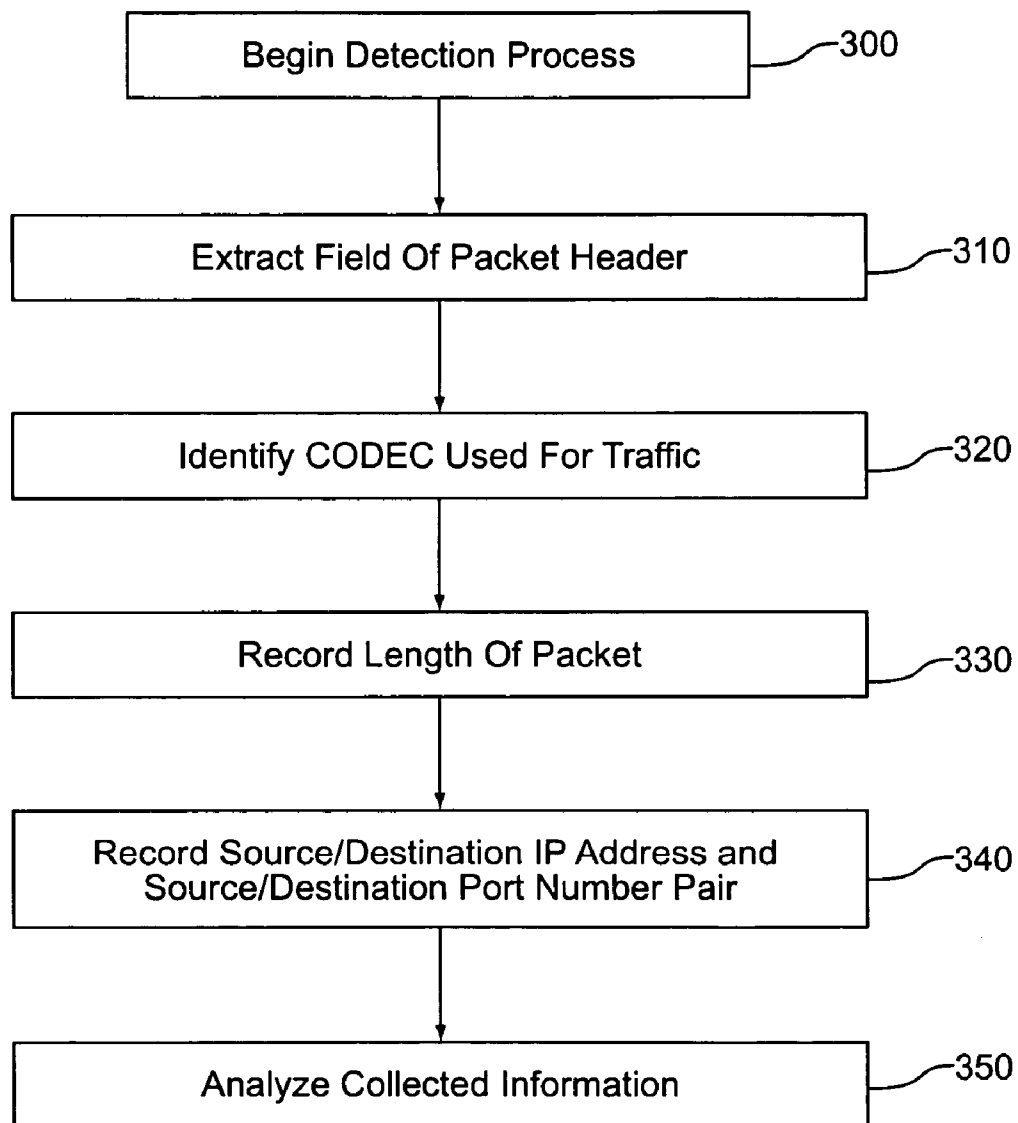 Begin Detection Process
300
Extract Field Of Packet Header
310
Identify CODEC Used For Traffic
320
Record Length Of Packet
330
Record Source/Destination IP Address and
Source/Destination Port Number Pair
340
Analyze Collected Information
350